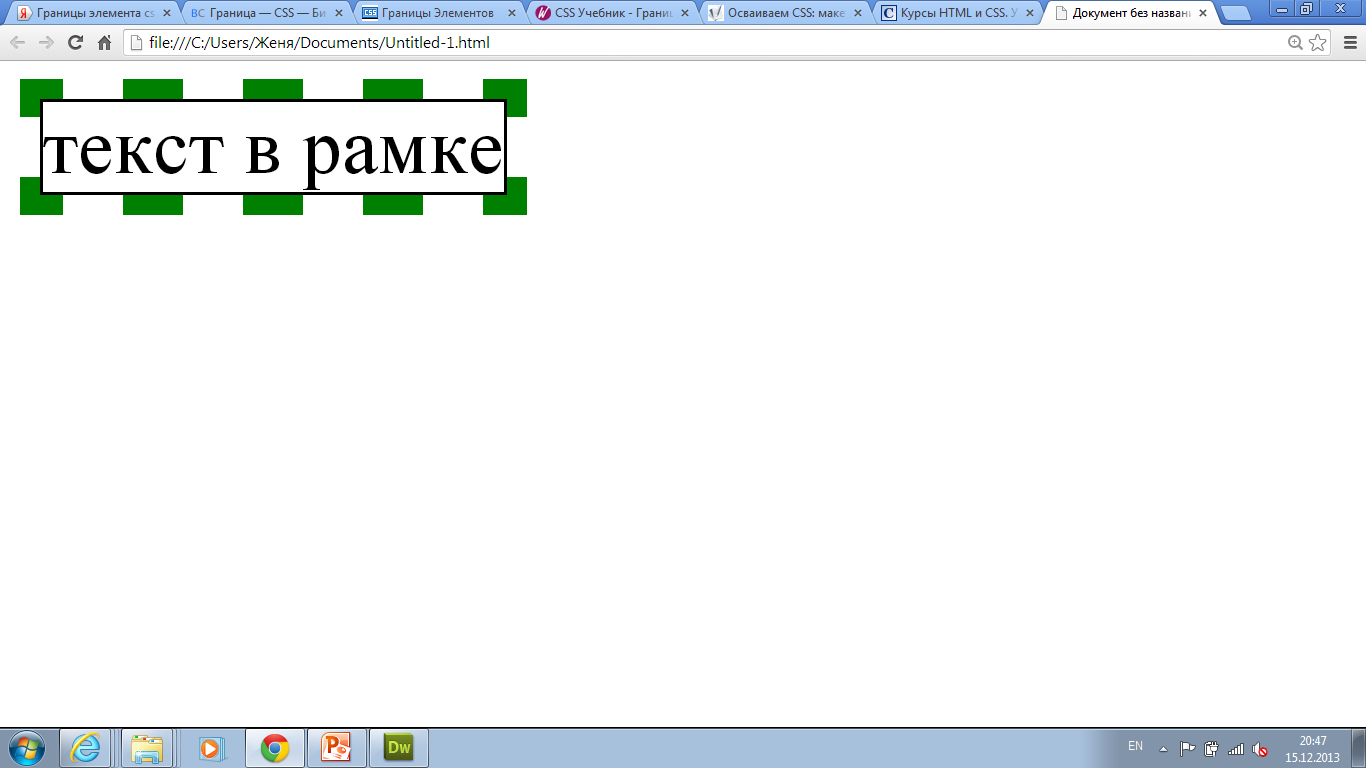 Границы элемента cs
ВС Граница — CSS — Би
css Границы Элементов
CSS Учебник - Границ
Осваиваем CSS: маке
C Курсы HTML и CSS. У
Документ без назван
file:///C:/Users/Женя/Documents/Untitled-1.html
текст в рамке
Dw
EN
20:47
15.12.2013